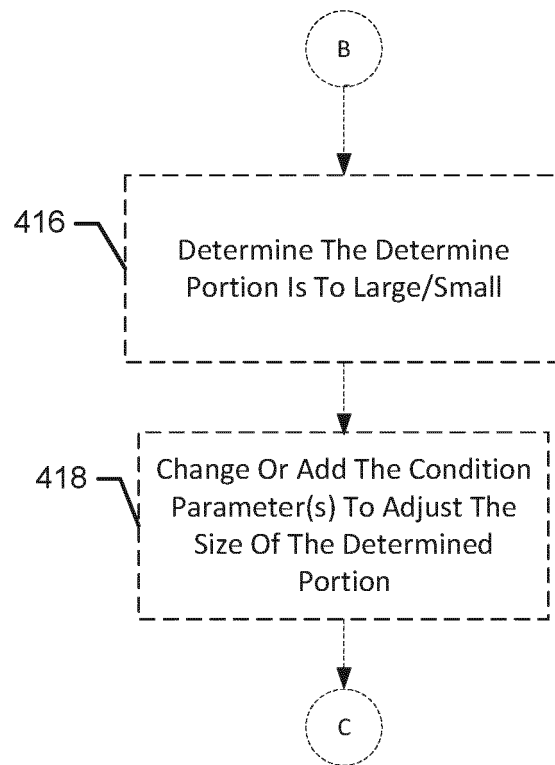 B
416
Determine The Determine
Portion Is To Large/Small
418
Change Or Add The Condition
Parameter(s) To Adjust The
Size Of The Determined
Portion
C